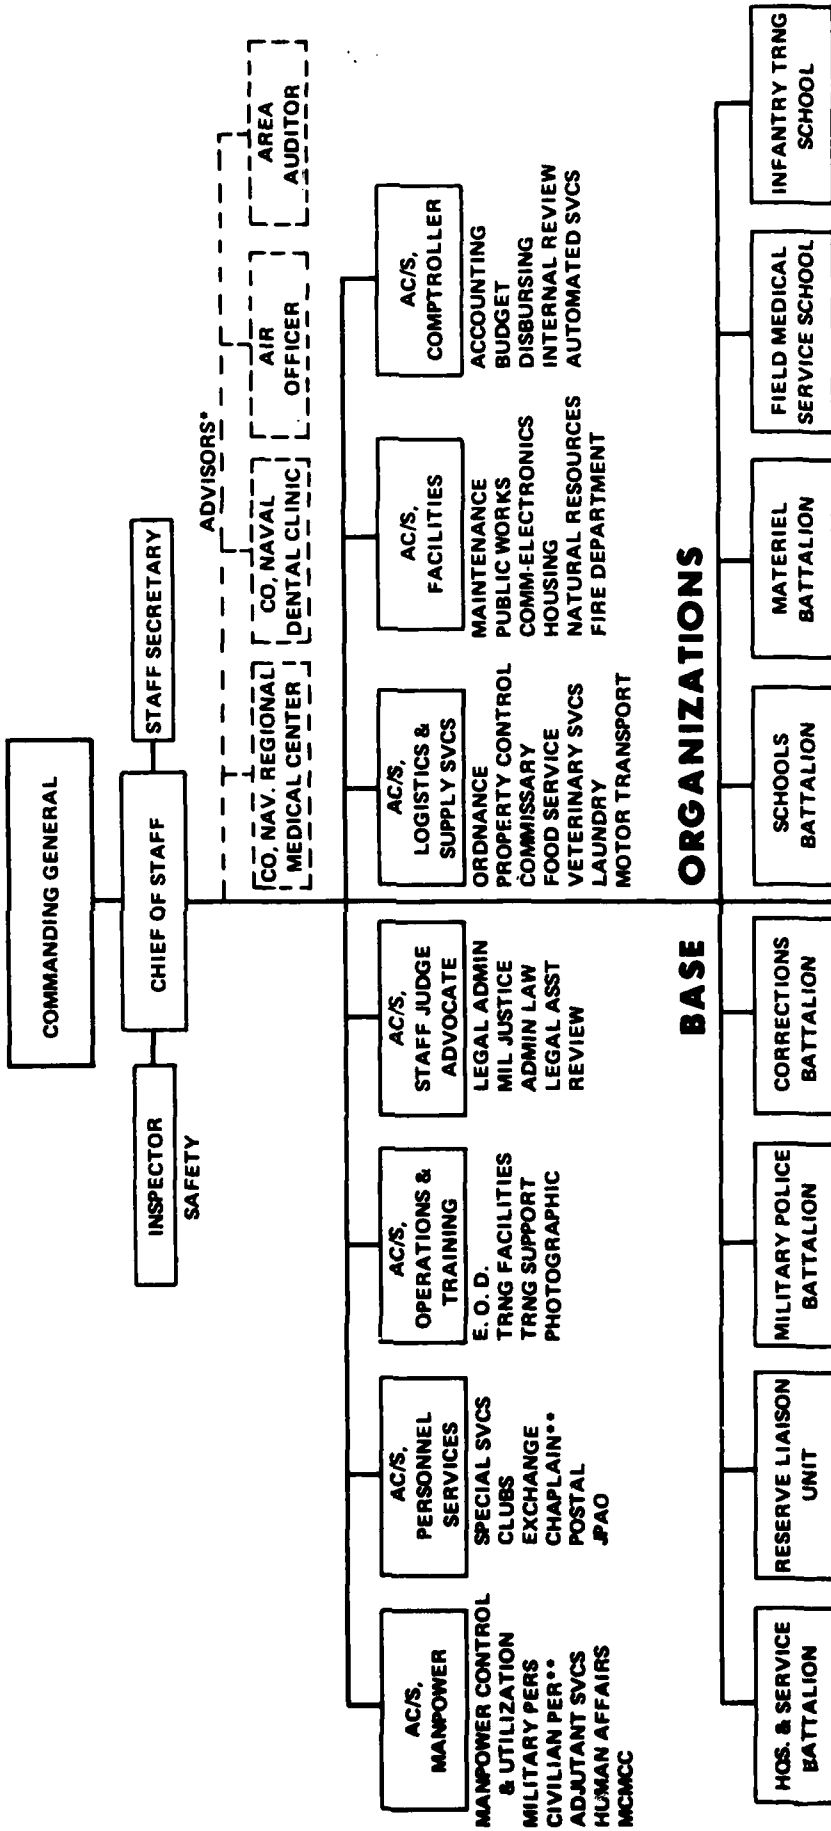 COMMANDING GENERAL
INSPECTOR
CHIEF OF STAFF
STAFF SECRETARY
SAFETY
ADVISORS*
CO, NAV. REGIONAL
MEDICAL CENTER
CO, NAVAL
DENTAL CLINIC
AIR
OFFICER
AREA
AUDITOR
AC/S,
MANPOWER
MANPOWER CONTROL
& UTILIZATION
MILITARY PERS
CIVILIAN PER**
ADJUTANT SVCS
HUMAN AFFAIRS
MCMCC
AC/S,
PERSONNEL
SERVICES
SPECIAL SVCS
CLUBS
EXCHANGE
CHAPLAIN**
POSTAL
JPAO
AC/S,
OPERATIONS &
TRAINING
E. O. D.
TRNG FACILITIES
TRNG SUPPORT
PHOTOGRAPHIC
AC/S,
STAFF JUDGE
ADVOCATE
LEGAL ADMIN
MIL JUSTICE
ADMIN LAW
LEGAL ASST
REVIEW
AC/S,
LOGISTICS &
SUPPLY SVCS
ORDNANCE
PROPERTY CONTROL
COMMISSARY
FOOD SERVICE
VETERINARY SVCS
LAUNDRY
MOTOR TRANSPORT
AC/S,
FACILITIES
MAINTENANCE
PUBLIC WORKS
COMM-ELECTRONICS
HOUSING
NATURAL RESOURCES
FIRE DEPARTMENT
AC/S,
COMPTROLLER
ACCOUNTING
BUDGET
DISBURSING
INTERNAL REVIEW
AUTOMATED SVCS
BASE ORGANIZATIONS
HQS. & SERVICE
BATTALION
RESERVE LIAISON
UNIT
MILITARY POLICE
BATTALION
CORRECTIONS
BATTALION
SCHOOLS
BATTALION
MATERIEL
BATTALION
FIELD MEDICAL
SERVICE SCHOOL
INFANTRY TRNG
SCHOOL